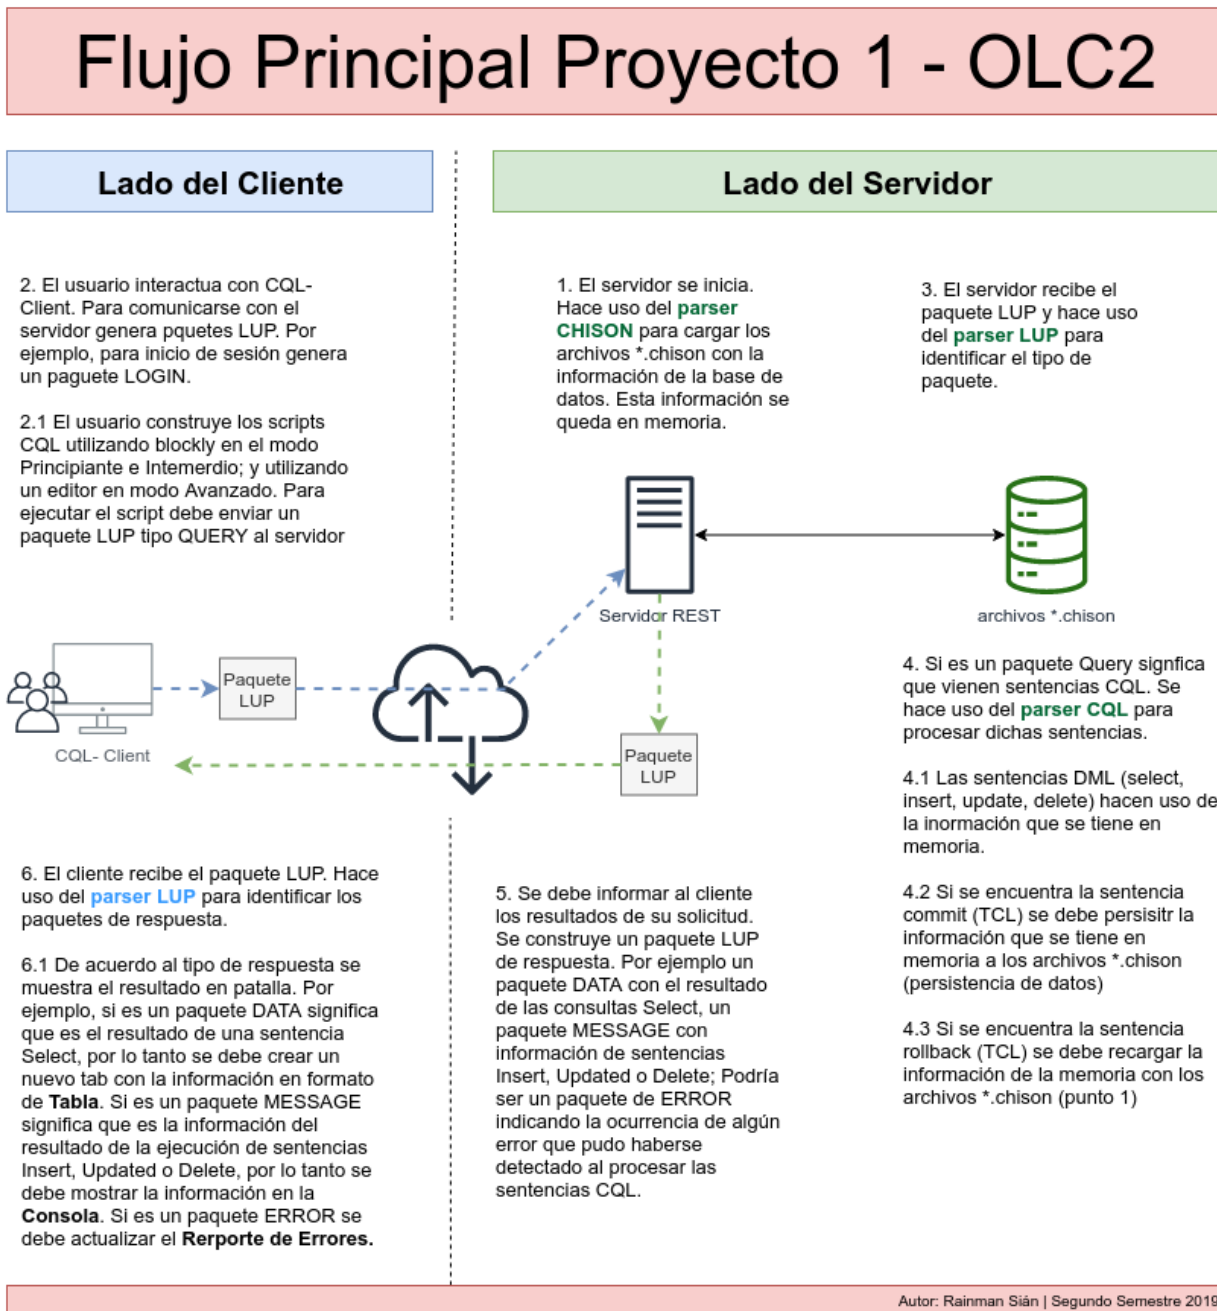 Flujo Principal Proyecto 1 - OLC2
Lado del Cliente
Lado del Servidor
2. El usuario interactua con CQL-
Client. Para comunicarse con el
servidor genera pquetes LUP. Por
ejemplo, para inicio de sesión genera
un paguete LOGIN.
2.1 El usuario construye los scripts
CQL utilizando blockly en el modo
Principiante e Intemerdio; y utilizando
un editor en modo Avanzado. Para
ejecutar el script debe enviar un
paquete LUP tipo QUERY al servidor
1. El servidor se inicia.
Hace uso del parser
CHISON para cargar los
archivos *.chison con la
información de la base de
datos. Esta información se
queda en memoria.
3. El servidor recibe el
paquete LUP y hace uso
del parser LUP para
identificar el tipo de
paquete.
Servidor REST
archivos *.chison
Paquete
LUP
CQL- Client
Paquete
LUP
4. Si es un paquete Query signfica
que vienen sentencias CQL. Se
hace uso del parser CQL para
procesar dichas sentencias.
4.1 Las sentencias DML (select,
insert, update, delete) hacen uso de
la inormación que se tiene en
memoria.
4.2 Si se encuentra la sentencia
commit (TCL) se debe persisitr la
información que se tiene en
memoria a los archivos *.chison
(persistencia de datos)
4.3 Si se encuentra la sentencia
rollback (TCL) se debe recargar la
información de la memoria con los
archivos *.chison (punto 1)
5. Se debe informar al cliente
los resultados de su solicitud.
Se construye un paquete LUP
de respuesta. Por ejemplo un
paquete DATA con el resultado
de las consultas Select, un
paquete MESSAGE con
información de sentencias
Insert, Updated o Delete; Podría
ser un paquete de ERROR
indicando la ocurrencia de algún
error que pudo haberse
detectado al procesar las
sentencias CQL.
6. El cliente recibe el paquete LUP. Hace
uso del parser LUP para identificar los
paquetes de respuesta.
6.1 De acuerdo al tipo de respuesta se
muestra el resultado en patalla. Por
ejemplo, si es un paquete DATA significa
que es el resultado de una sentencia
Select, por lo tanto se debe crear un
nuevo tab con la información en formato
de Tabla. Si es un paquete MESSAGE
significa que es la información del
resultado de la ejecución de sentencias
Insert, Updated o Delete, por lo tanto se
debe mostrar la información en la
Consola. Si es un paquete ERROR se
debe actualizar el Rerporte de Errores.
Autor: Rainman Sián | Segundo Semestre 2019